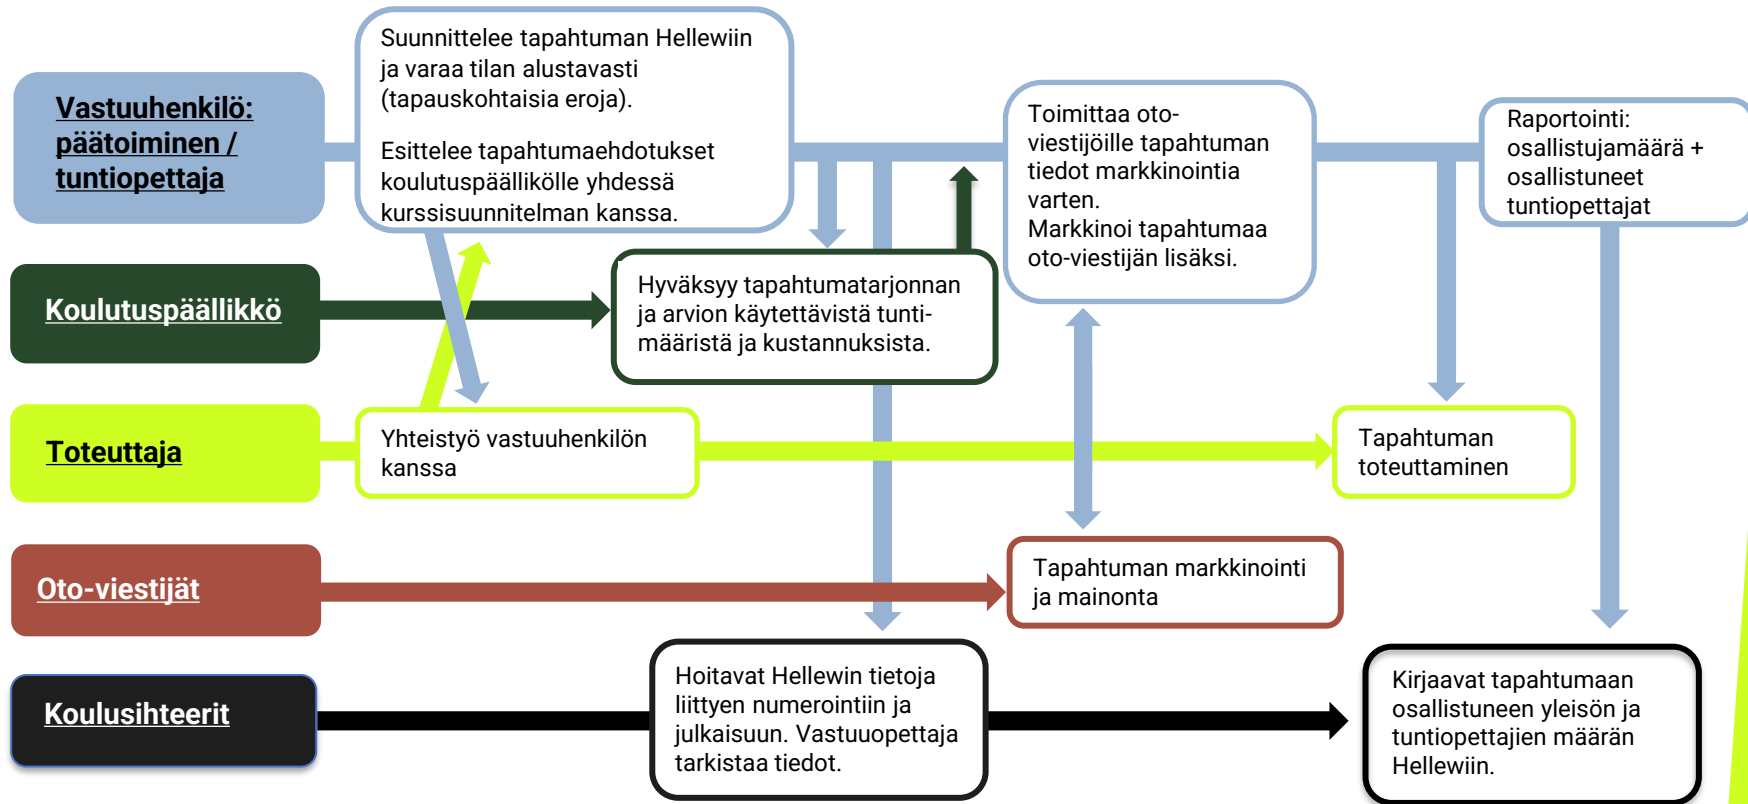 Vastuuhenkilö:
päätoiminen /
tuntiopettaja
Suunnittelee tapahtuman Hellewiin
ja varaa tilan alustavasti
(tapauskohtaisia eroja).
Esittelee tapahtumaehdotukset
koulutuspäällikölle yhdessä
kurssisuunnitelman kanssa.
Toimittaa oto-
viestijöille tapahtuman
tiedot markkinointia
varten.
Markkinoi tapahtumaa
oto-viestijän lisäksi.
Raportointi:
osallistujamäärä +
osallistuneet
tuntiopettajat
Koulutuspäällikkö
Hyväksyy tapahtumatarjonnan
ja arvion käytettävistä tunti-
määristä ja kustannuksista.
Toteuttaja
Yhteistyö vastuuhenkilön
kanssa
Tapahtuman
toteuttaminen
Oto-viestijät
Tapahtuman markkinointi
ja mainonta
Koulusihteerit
Hoitavat Hellewin tietoja
liittyen numerointiin ja
julkaisuun. Vastuuopettaja
tarkistaa tiedot.
Kirjaavat tapahtumaan
osallistuneen yleisön ja
tuntiopettajien määrän
Hellewiin.